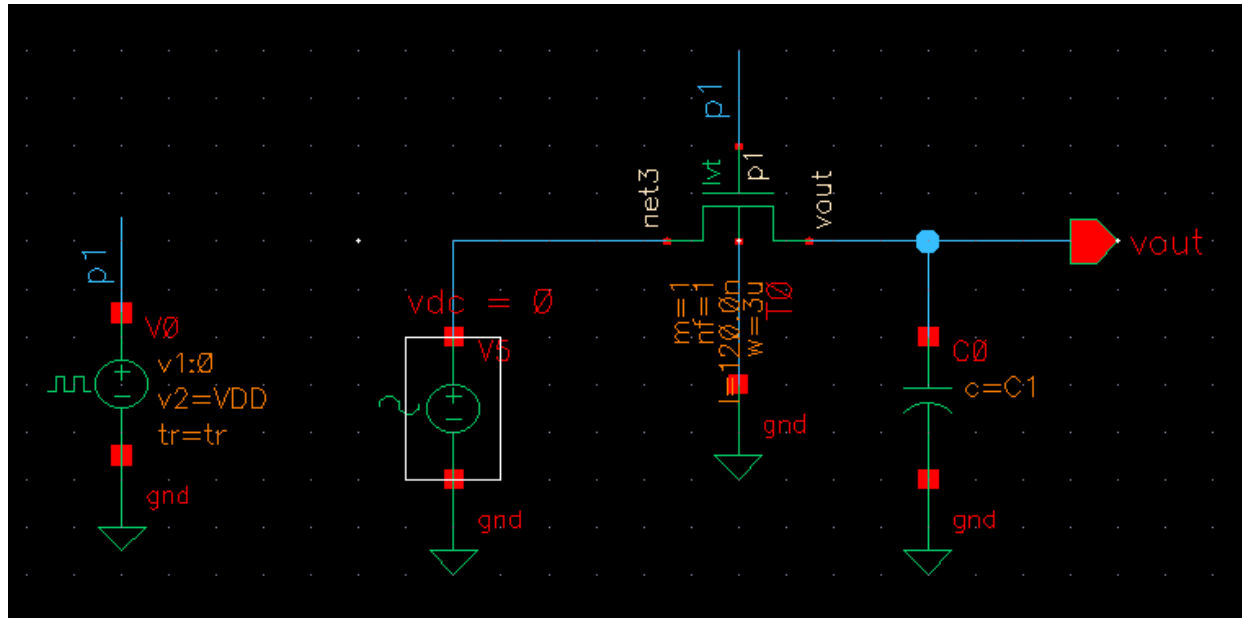 p1
V0
v1:0
v2=VDD
tr=tr
gnd
vdc = 0
V5
gnd
net3
p1
lvt
p1
vout
m=1
nf=1
l=120.0n
w=3u
T0
gnd
vout
C0
c=C1
gnd